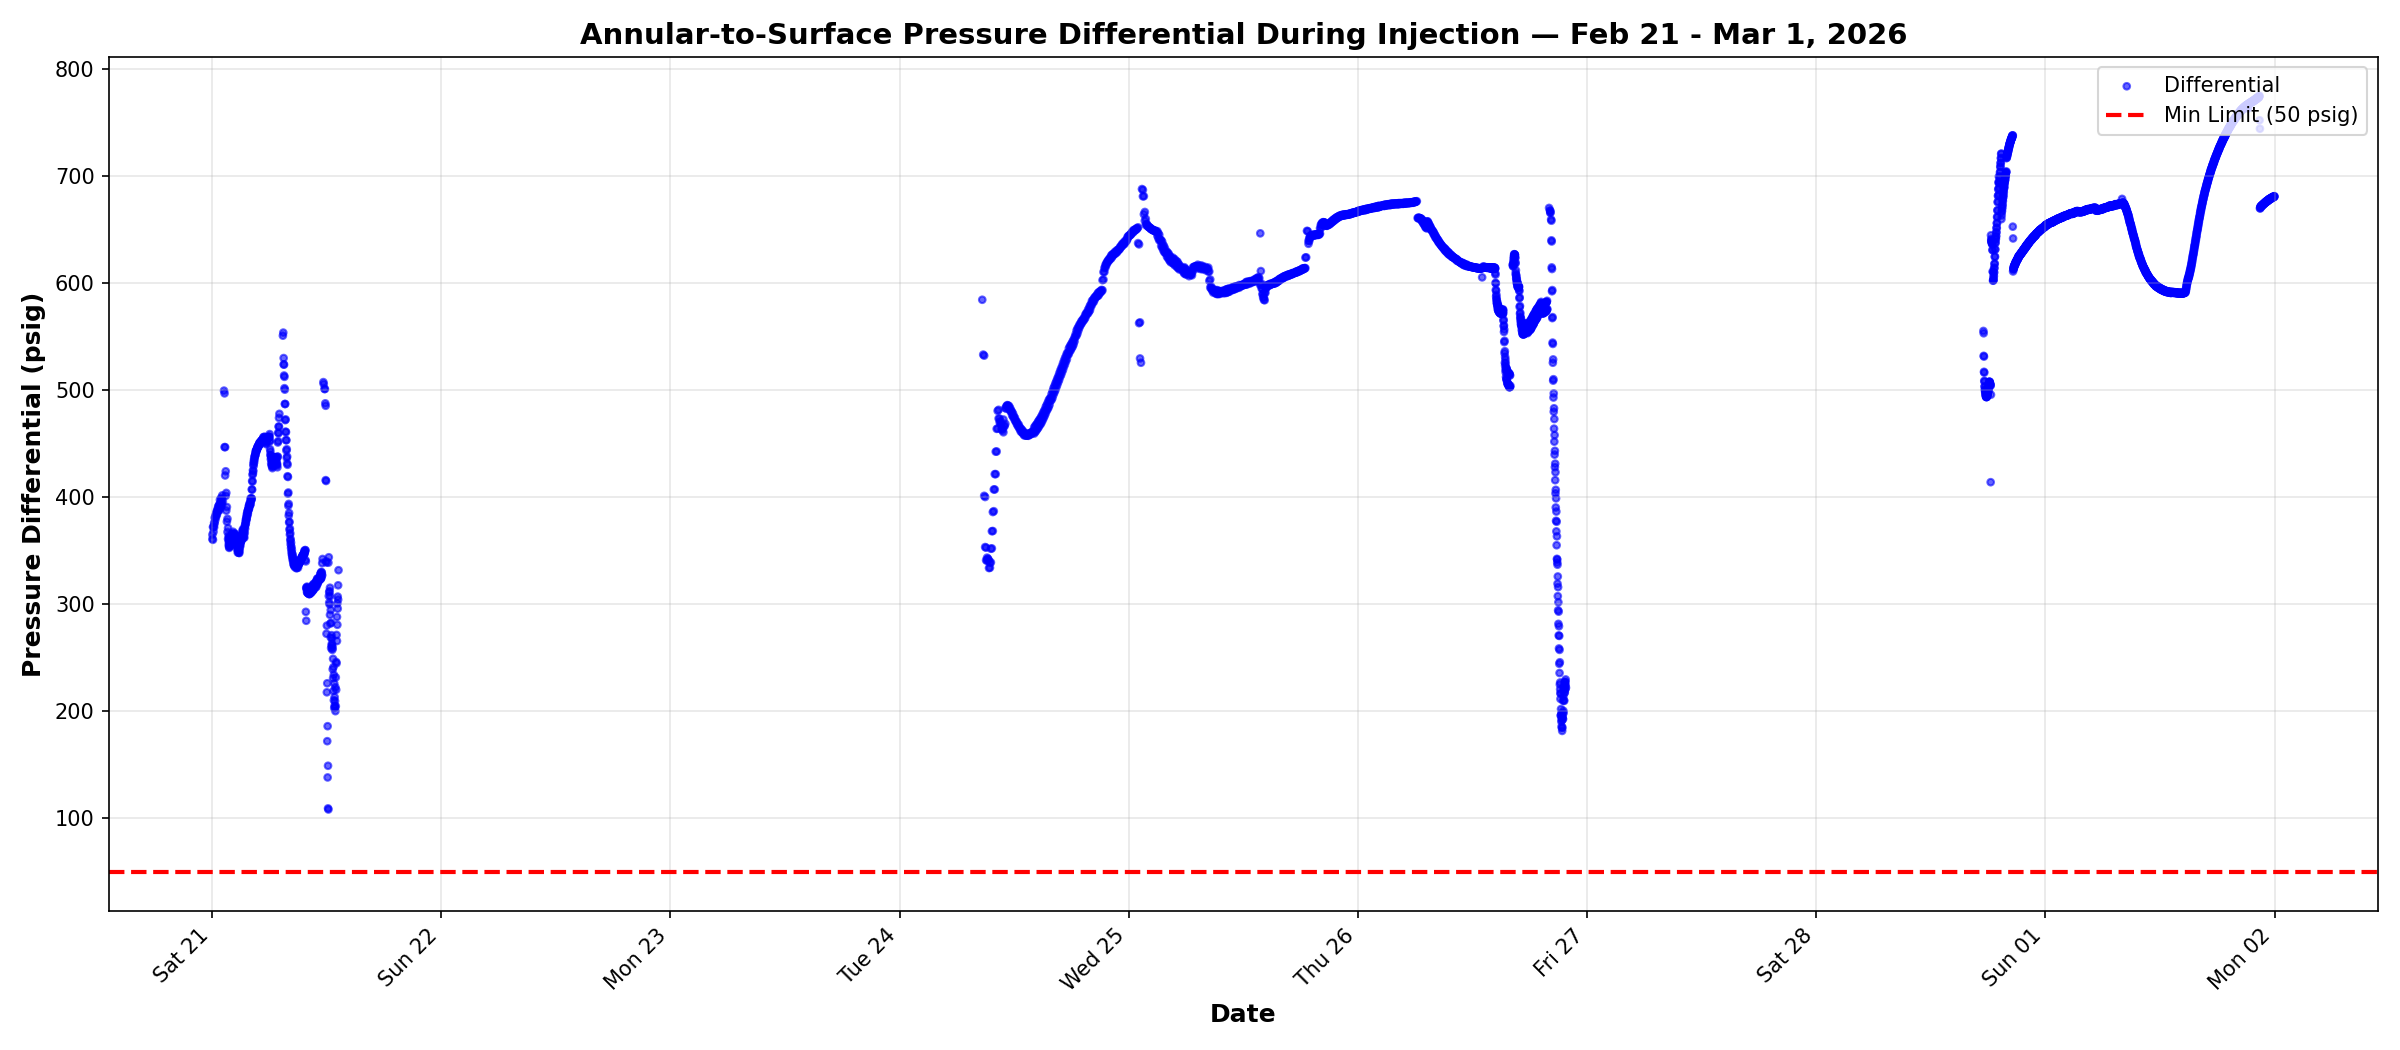 Annular-to-Surface Pressure Differential During Injection — Feb 21 - Mar 1, 2026
Differential
Min Limit (50 psig)
Pressure Differential (psig)
800
700
600
500
400
300
200
100
Sat 21
Sun 22
Mon 23
Tue 24
Wed 25
Thu 26
Fri 27
Sat 28
Sun 01
Mon 02
Date